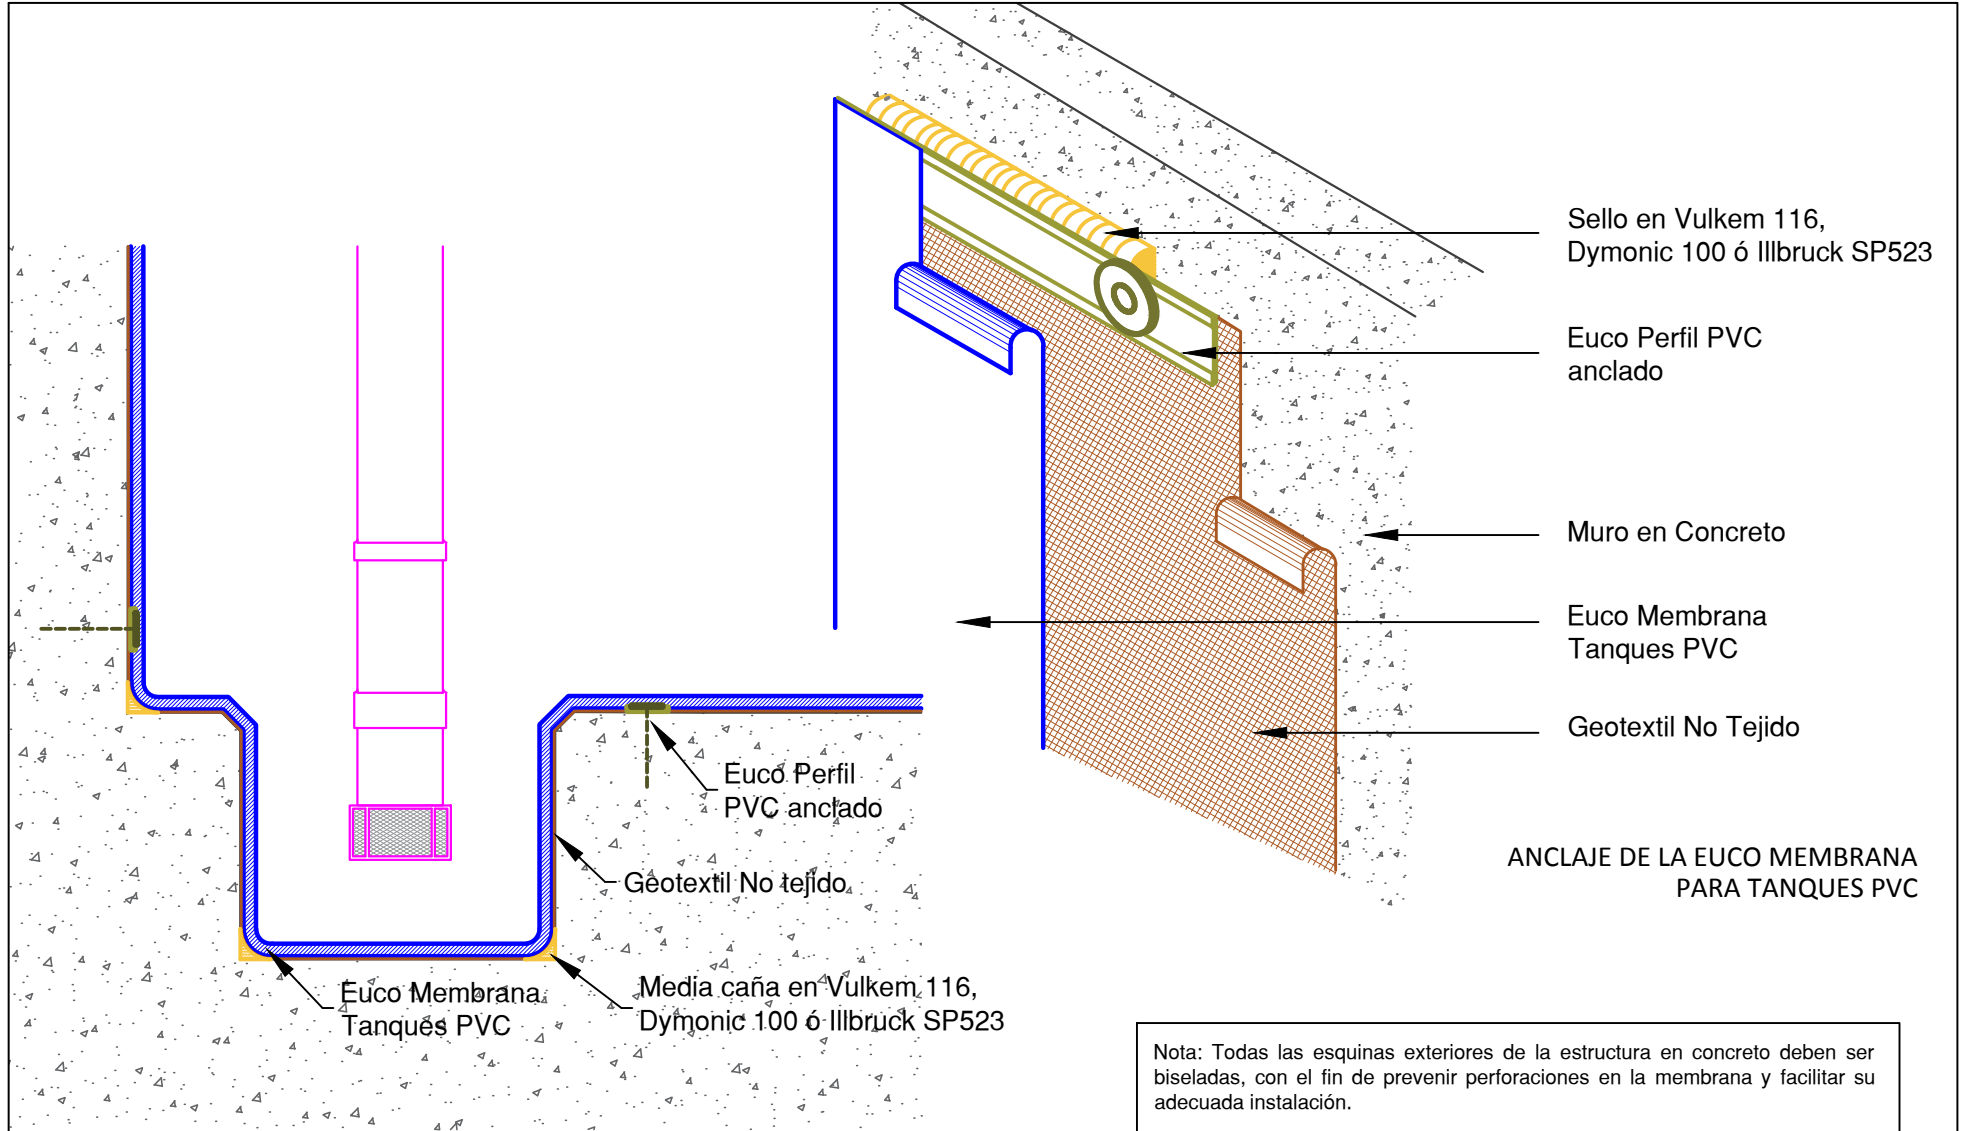 Sello en Vulkem 116,
Dymonic 100 ó Illbruck SP523
Euco Perfil PVC
anclado
Muro en Concreto
Euco Membrana
Tanques PVC
Geotextil No Tejido
Euco Perfil
PVC anclado
Geotextil No tejido
Euco Membrana
Tanques PVC
Media caña en Vulkem 116,
Dymonic 100 ó Illbruck SP523
ANCLAJE DE LA EUCO MEMBRANA
PARA TANQUES PVC
Nota: Todas las esquinas exteriores de la estructura en concreto deben ser
biseladas, con el fin de prevenir perforaciones en la membrana y facilitar su
adecuada instalación.